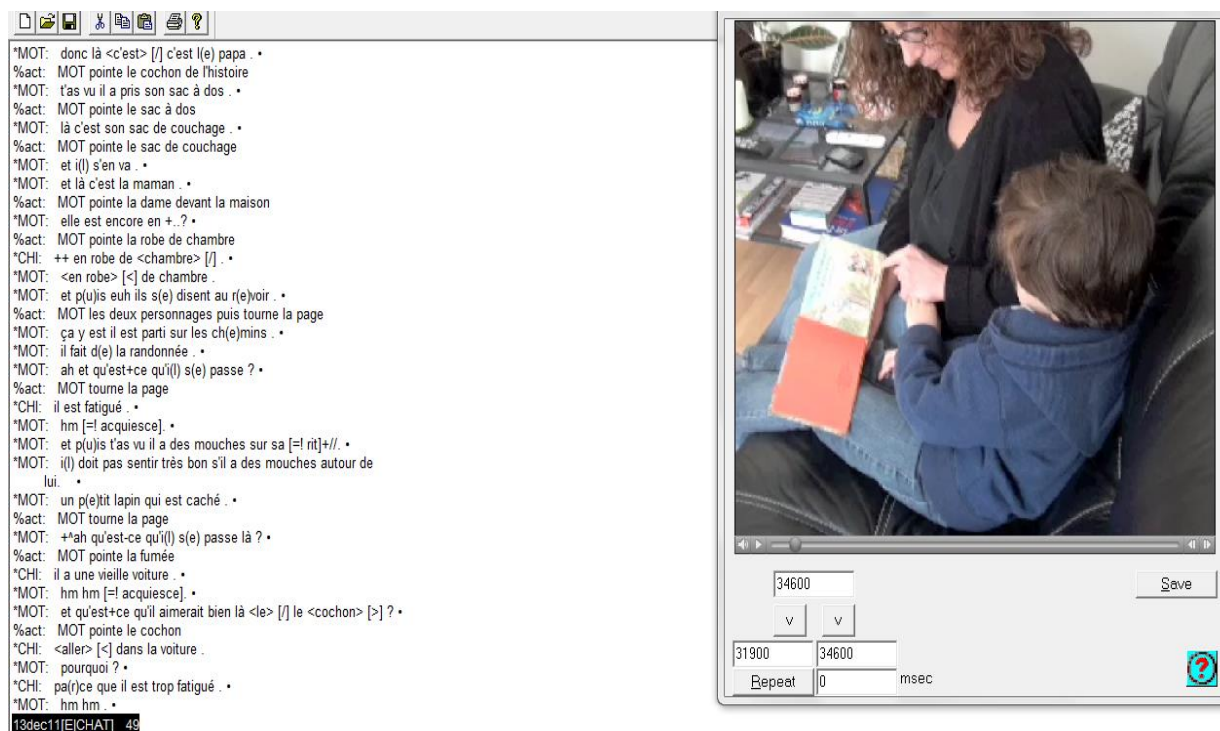 *MOT: donc là <c'est> [/] c'est l(e) papa . •
%act: MOT pointe le cochon de l'histoire
*MOT: t'as vu il a pris son sac à dos . •
%act: MOT pointe le sac à dos
*MOT: là c'est son sac de couchage . •
%act: MOT pointe le sac de couchage
*MOT: et i(l) s'en va . •
*MOT: et là c'est la maman . •
%act: MOT pointe la dame devant la maison
*MOT: elle est encore en +..? •
%act: MOT pointe la robe de chambre
*CHI: ++ en robe de <chambre> [/] . •
*MOT: <en robe> [<] de chambre .
*MOT: et p(u)is euh ils s(e) disent au r(e)voir . •
%act: MOT les deux personnages puis tourne la page
*MOT: ça y est il est parti sur les ch(e)mins . •
*MOT: il fait d(e) la randonnée . •
*MOT: ah et qu'est+ce qu'i(l) s(e) passe ? •
%act: MOT tourne la page
*CHI: il est fatigué . •
*MOT: hm [=! acquiesce]. •
*MOT: et p(u)is t'as vu il a des mouches sur sa [=! rit]+//. •
*MOT: i(l) doit pas sentir très bon s'il a des mouches autour de
lui. •
*MOT: un p(e)tit lapin qui est caché . •
%act: MOT tourne la page
*MOT: +^ah qu'est-ce qu'i(l) s(e) passe là ? •
%act: MOT pointe la fumée
*CHI: il a une vieille voiture . •
*MOT: hm hm [=! acquiesce]. •
*MOT: et qu'est+ce qu'il aimerait bien là <le> [/] le <cochon> [>] ? •
%act: MOT pointe le cochon
*CHI: <aller> [<] dans la voiture .
*MOT: pourquoi ? •
*CHI: pa(r)ce que il est trop fatigué . •
*MOT: hm hm . •
13dec11[E|CHAT] 49
34600
Save
v v
31900 34600
Repeat 0 msec